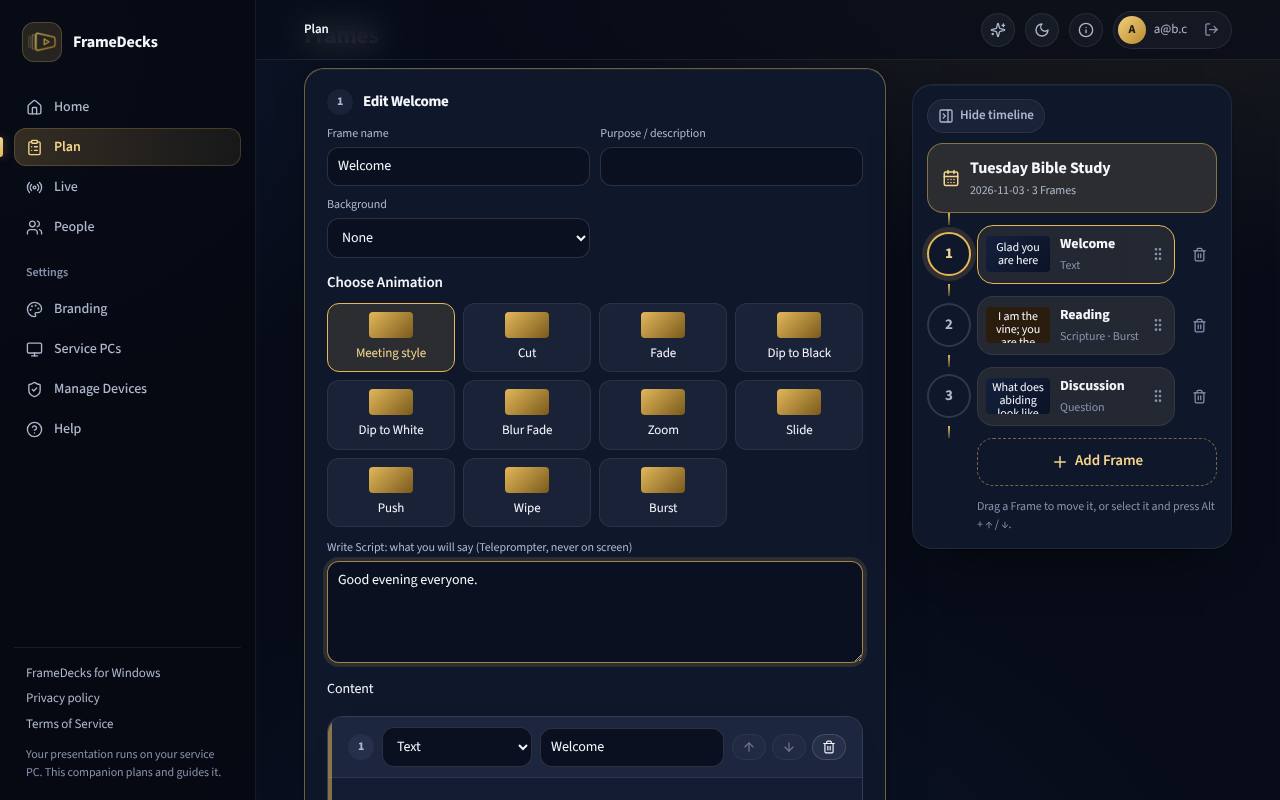 FrameDecks
Home
Plan
Live
People
Settings
Branding
Service PCs
Manage Devices
Help
FrameDecks for Windows
Privacy policy
Terms of Service
Your presentation runs on your service
PC. This companion plans and guides it.
Plan
Frames
A a@b.c
1 Edit Welcome
Frame name
Purpose / description
Welcome
Background
None
Choose Animation
Meeting style
Cut
Fade
Dip to Black
Dip to White
Blur Fade
Zoom
Slide
Push
Wipe
Burst
Write Script: what you will say (Teleprompter, never on screen)
Good evening everyone.
Content
1 Text Welcome
Hide timeline
Tuesday Bible Study
2026-11-03 · 3 Frames
1
Glad you
are here
Welcome
Text
2
I am the
vine; you
are the
Reading
Scripture · Burst
3
What does
abiding
look like
Discussion
Question
+ Add Frame
Drag a Frame to move it, or select it and press Alt
+ ↑ / ↓.